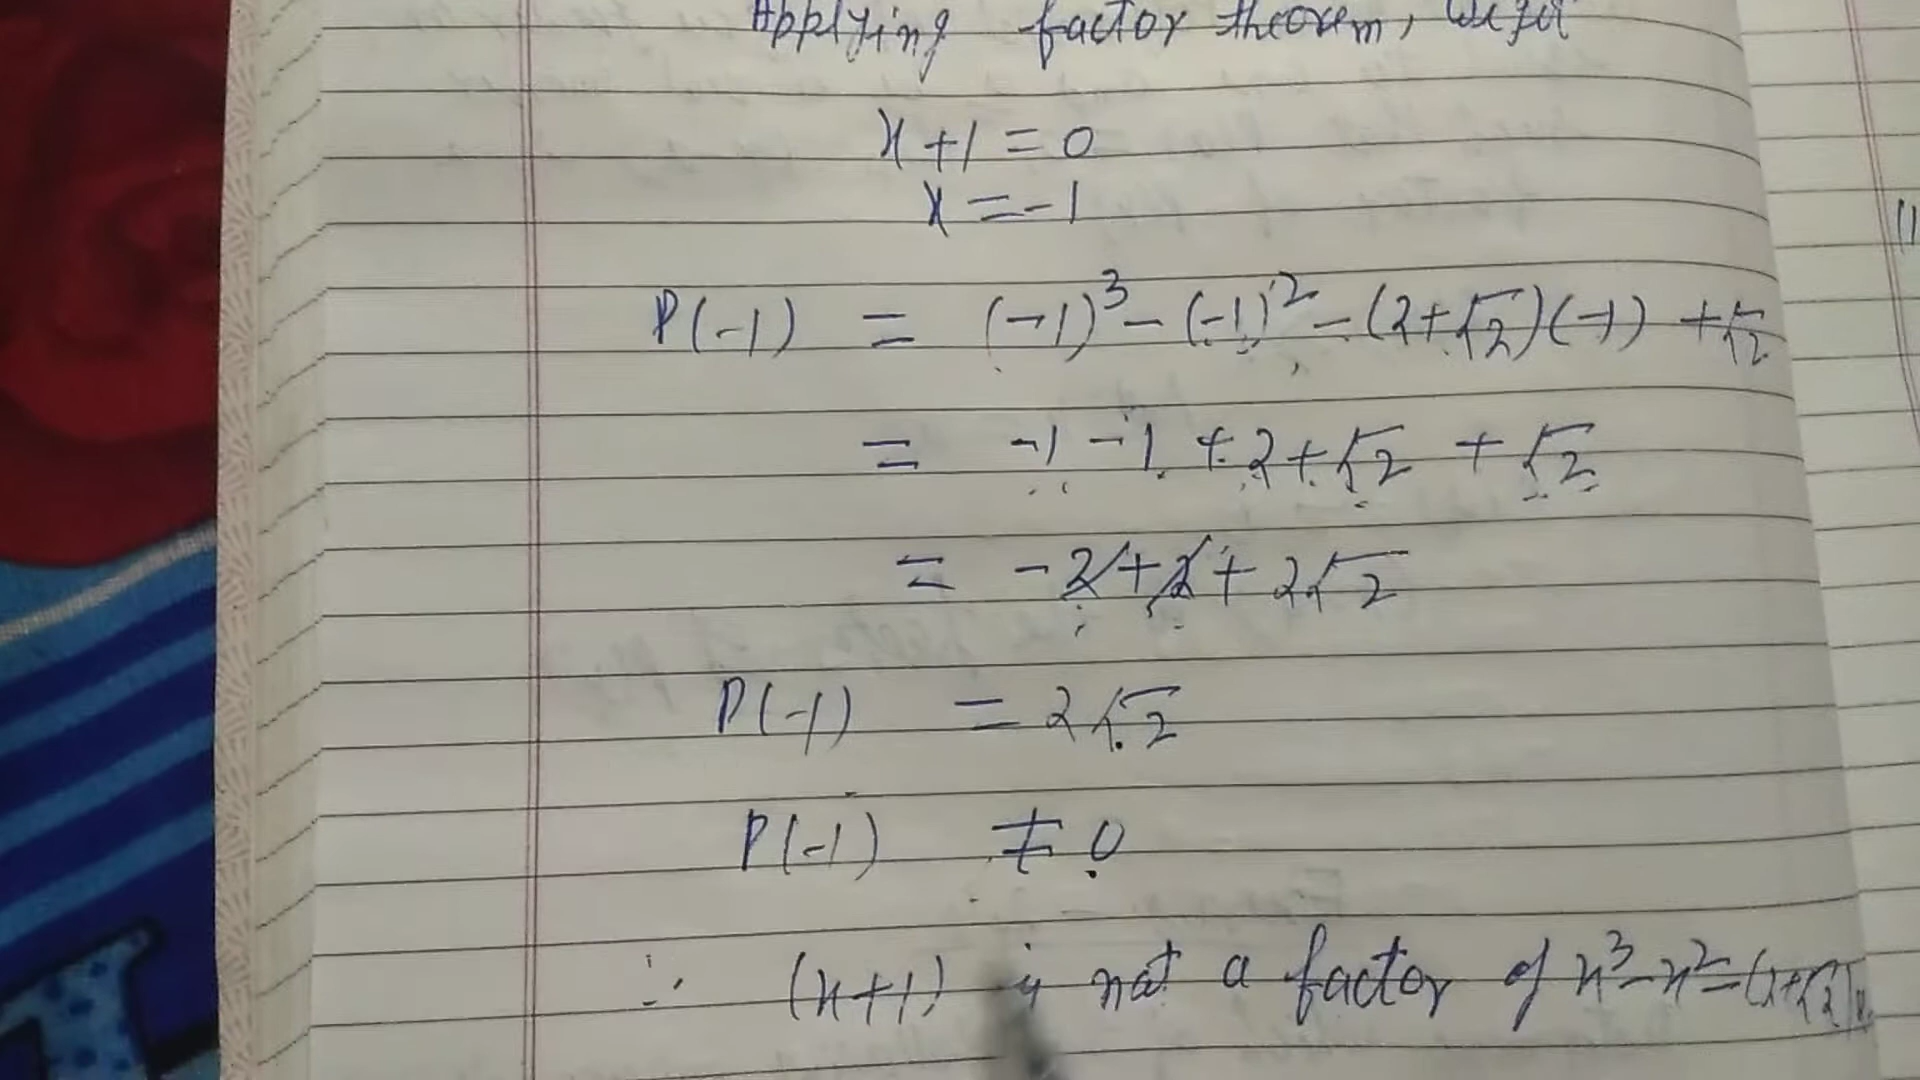 Applying factor theorem, we get
x+1=0
x=-1
P(-1) = (-1)³-(-1)²-(2+√2)(-1) +√2
= -1-1+2+√2 +√2
= -2+2+2√2
P(-1) =2√2
P(-1) ≠0
∴ (x+1) is not a factor of x³-x²-(2+√2)x